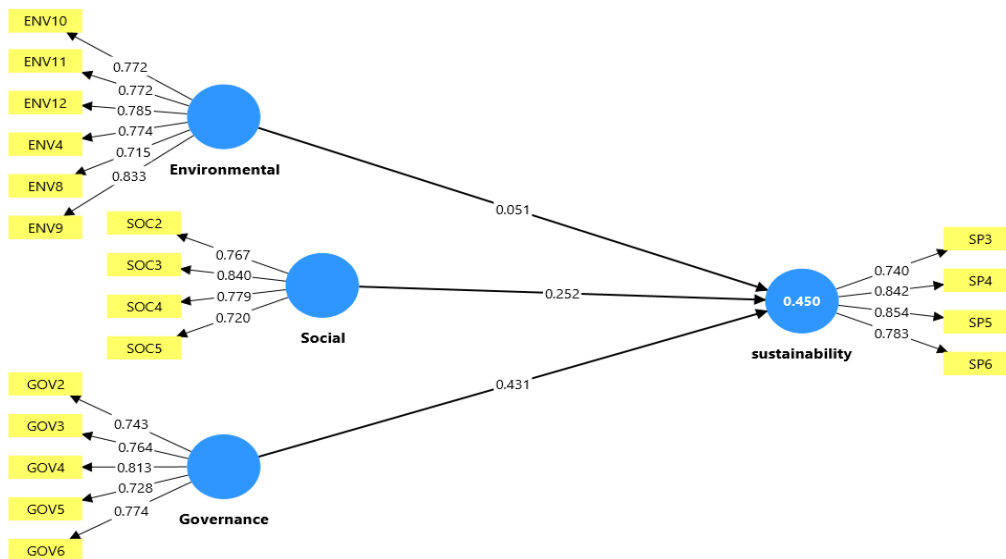 ENV10
ENV11
ENV12
ENV4
ENV8
ENV9
0.772
0.772
0.785
0.774
0.715
0.833
Environmental
0.051
SOC2
SOC3
SOC4
SOC5
0.767
0.840
0.779
0.720
Social
0.252
GOV2
GOV3
GOV4
GOV5
GOV6
0.743
0.764
0.813
0.728
0.774
Governance
0.431
0.450
sustainability
0.740
0.842
0.854
0.783
SP3
SP4
SP5
SP6